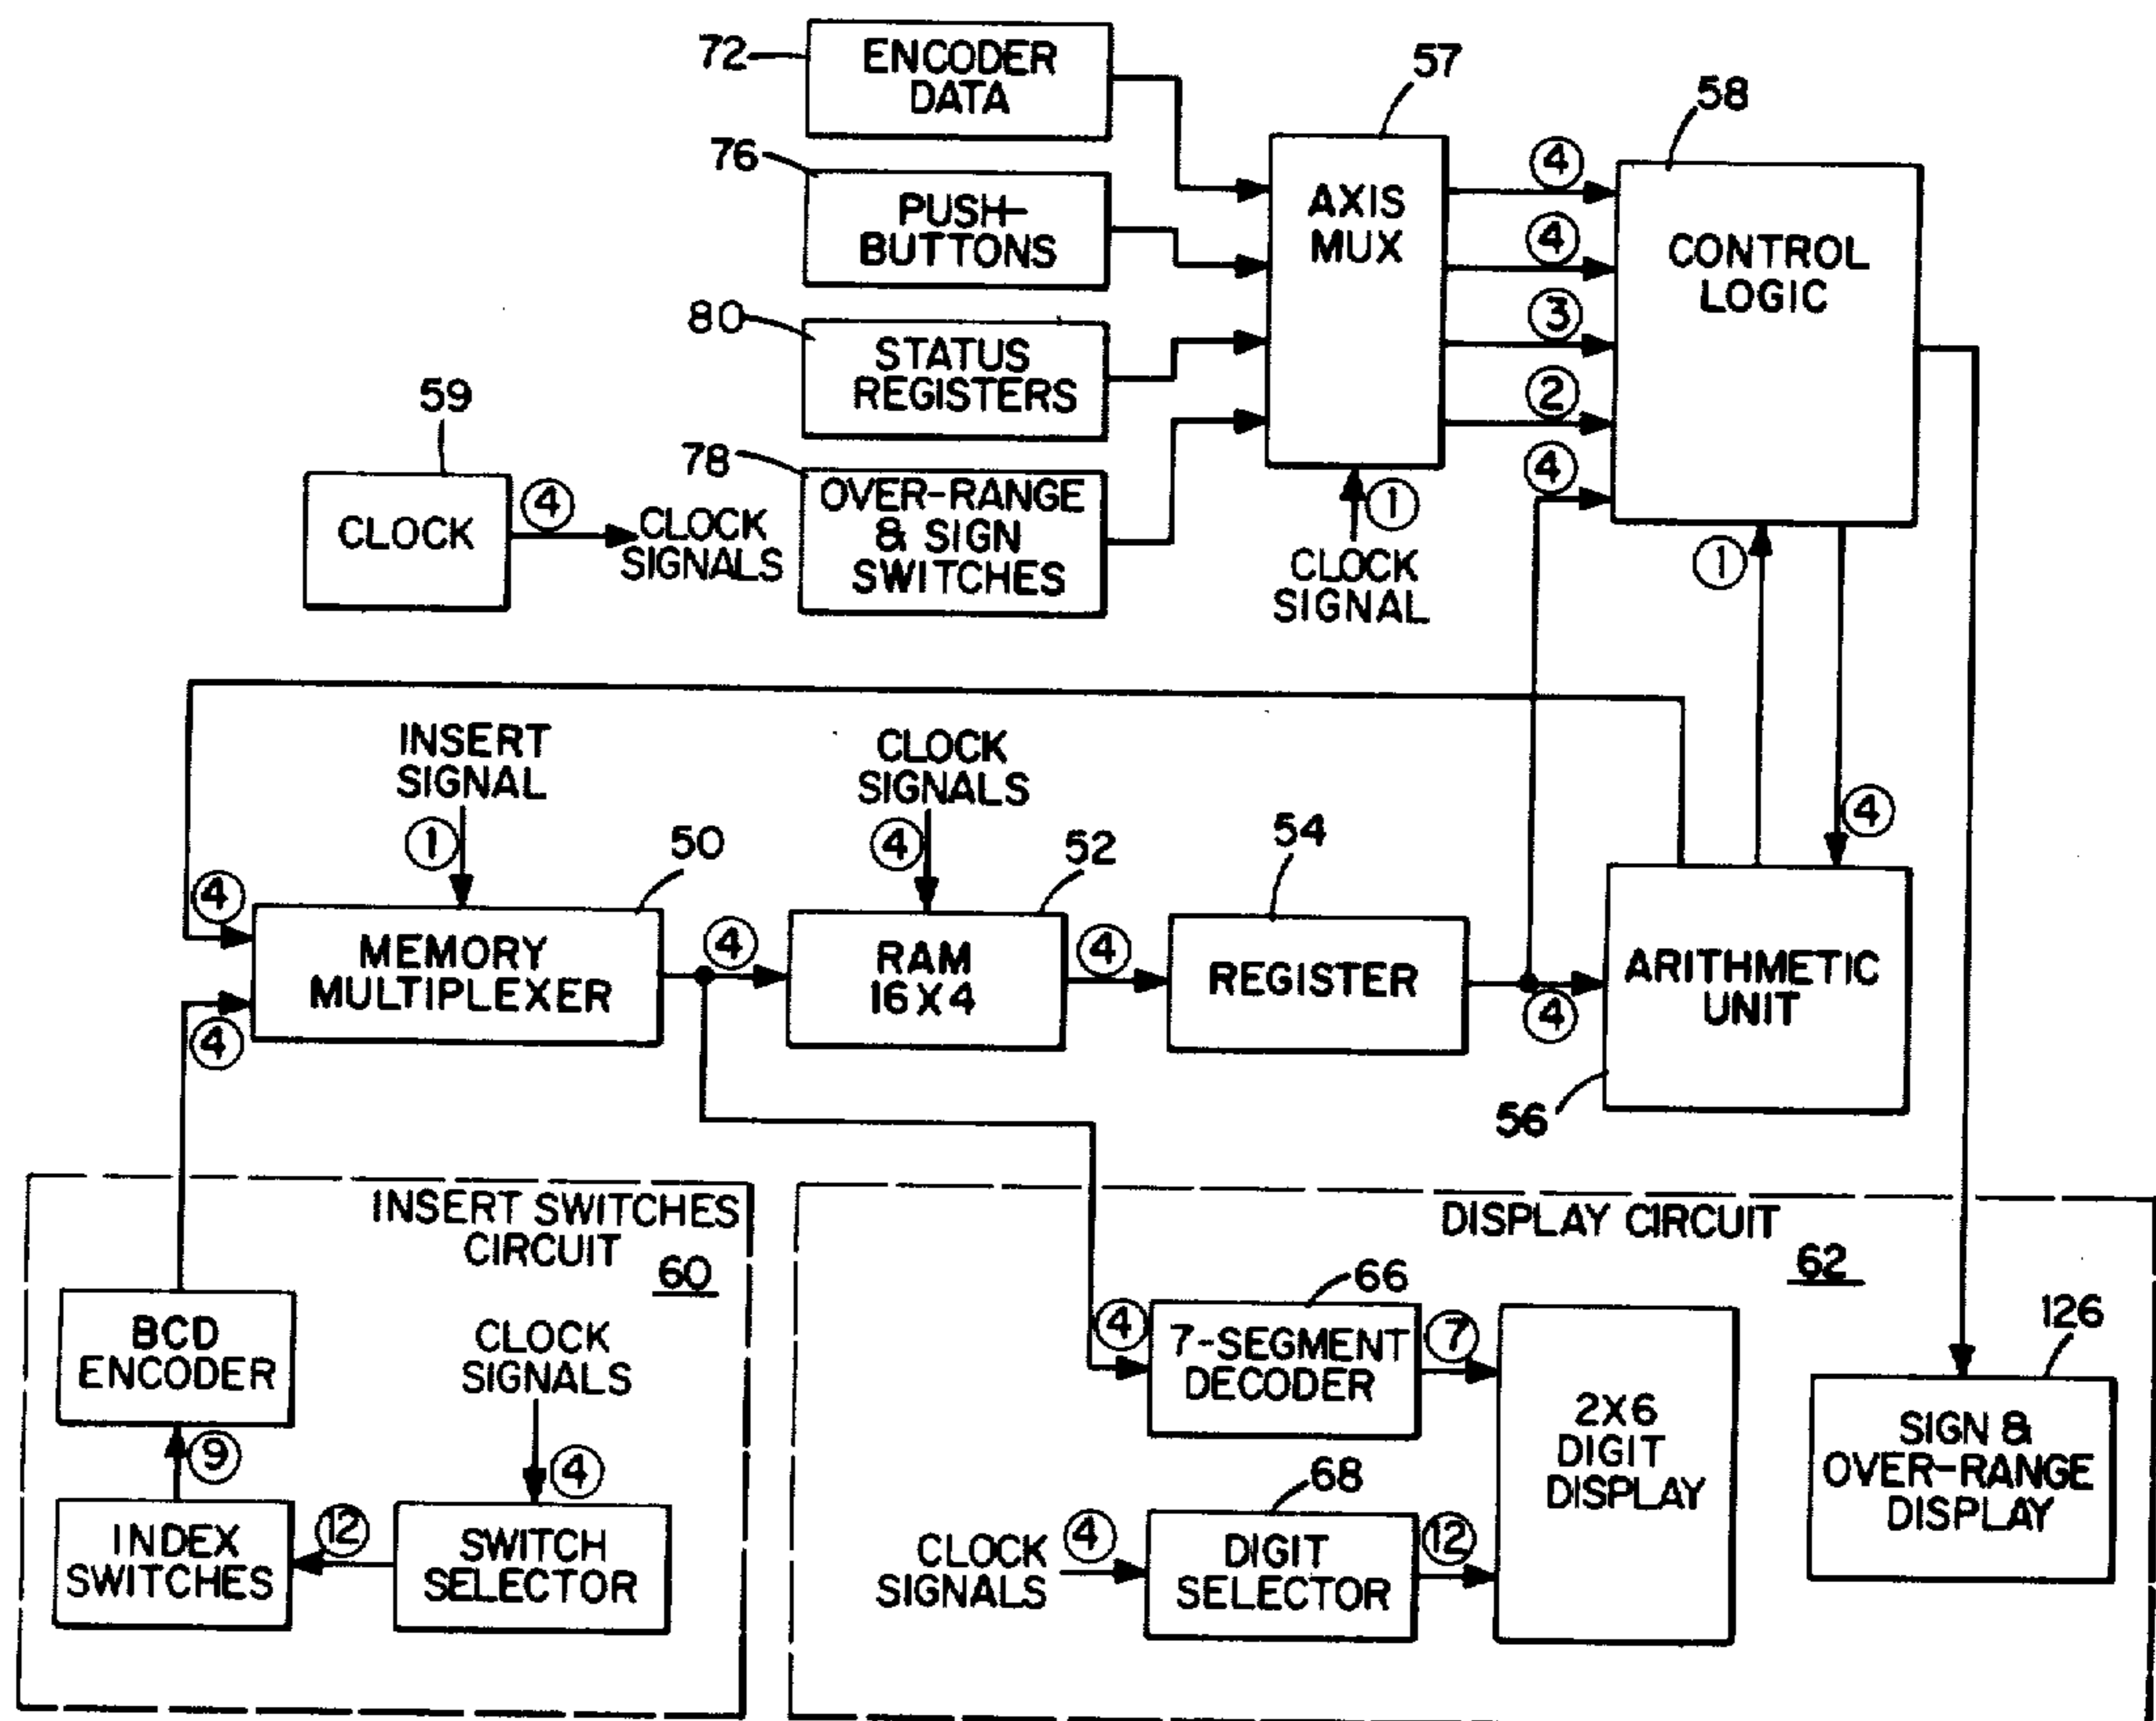 72
ENCODER
DATA
57
58
76
PUSH-
BUTTONS
AXIS
MUX
4
4
3
2
4
CONTROL
LOGIC
80
STATUS
REGISTERS
59
CLOCK
4
CLOCK
SIGNALS
78
OVER-RANGE
& SIGN
SWITCHES
1
CLOCK
SIGNAL
1
4
INSERT
SIGNAL
1
50
CLOCK
SIGNALS
4
52
54
4
4
MEMORY
MULTIPLEXER
4
RAM
16X4
4
REGISTER
4
ARITHMETIC
UNIT
56
INSERT SWITCHES
CIRCUIT
60
BCD
ENCODER
CLOCK
SIGNALS
9
4
INDEX
SWITCHES
12
SWITCH
SELECTOR
DISPLAY CIRCUIT
62
66
4
7-SEGMENT
DECODER
7
2X6
DIGIT
DISPLAY
126
SIGN &
OVER-RANGE
DISPLAY
68
CLOCK
SIGNALS
4
DIGIT
SELECTOR
12